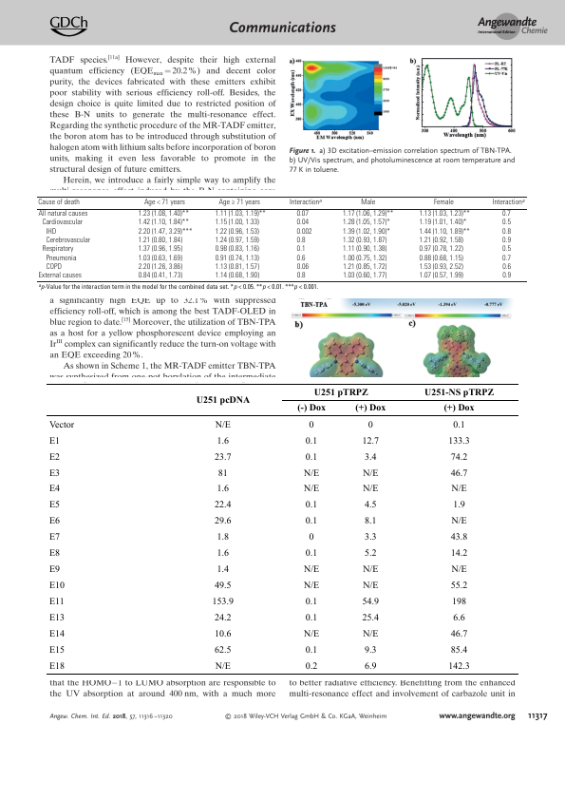 GDCh
Communications
Angewandte
International Edition
Chemie
TADF species.[11a] However, despite their high external
quantum efficiency (EQEmax = 20.2 %) and decent color
purity, the devices fabricated with these emitters exhibit
poor stability with serious efficiency roll-off. Besides, the
design choice is quite limited due to restricted position of
these B-N units to generate the multi-resonance effect.
Regarding the synthetic procedure of the MR-TADF emitter,
the boron atom has to be introduced through substitution of
halogen atom with lithium salts before incorporation of boron
units, making it even less favorable to promote in the
structural design of future emitters.
Herein, we introduce a fairly simple way to amplify the
a)
EX Wavelength (nm)
EM Wavelength (nm)
b)
Normalized Intensity (a.u.)
Wavelength (nm)
300 400 500 600
Figure 1. a) 3D excitation–emission correlation spectrum of TBN-TPA.
b) UV/Vis spectrum, and photoluminescence at room temperature and
77 K in toluene.
Cause of death Age < 71 years Age ≥ 71 years Interactionª Male Female Interactionª
All natural causes 1.23 (1.08, 1.40)** 1.11 (1.03, 1.19)** 0.07 1.17 (1.06, 1.29)** 1.13 (1.03, 1.23)** 0.7
Cardiovascular 1.42 (1.10, 1.84)** 1.15 (1.00, 1.33) 0.04 1.28 (1.05, 1.57)* 1.19 (1.01, 1.40)* 0.5
IHD 2.20 (1.47, 3.29)*** 1.22 (0.96, 1.53) 0.002 1.39 (1.02, 1.90)* 1.44 (1.10, 1.89)** 0.8
Cerebrovascular 1.21 (0.80, 1.84) 1.24 (0.97, 1.59) 0.8 1.32 (0.93, 1.87) 1.21 (0.92, 1.58) 0.9
Respiratory 1.37 (0.96, 1.95) 0.98 (0.83, 1.16) 0.1 1.11 (0.90, 1.38) 0.97 (0.78, 1.22) 0.5
Pneumonia 1.03 (0.63, 1.69) 0.91 (0.74, 1.13) 0.6 1.00 (0.75, 1.32) 0.88 (0.68, 1.15) 0.7
COPD 2.20 (1.26, 3.86) 1.13 (0.81, 1.57) 0.06 1.21 (0.85, 1.72) 1.53 (0.93, 2.52) 0.6
External causes 0.84 (0.41, 1.73) 1.14 (0.68, 1.90) 0.8 1.03 (0.60, 1.77) 1.07 (0.57, 1.99) 0.9
ªp-Value for the interaction term in the model for the combined data set. *p < 0.05. **p < 0.01. ***p < 0.001.
a significantly high EQE up to 32.1 % with suppressed
efficiency roll-off, which is among the best TADF-OLED in
blue region to date.[15] Moreover, the utilization of TBN-TPA
as a host for a yellow phosphorescent device employing an
IrIII complex can significantly reduce the turn-on voltage with
an EQE exceeding 20 %.
As shown in Scheme 1, the MR-TADF emitter TBN-TPA
was synthesized from one-pot borylation of the intermediate
TBN-TPA
b)
c)
U251 pcDNA U251 pTRPZ U251-NS pTRPZ
(-) Dox (+) Dox (+) Dox
Vector N/E 0 0 0.1
E1 1.6 0.1 12.7 133.3
E2 23.7 0.1 3.4 74.2
E3 81 N/E N/E 46.7
E4 1.6 N/E N/E N/E
E5 22.4 0.1 4.5 1.9
E6 29.6 0.1 8.1 N/E
E7 1.8 0 3.3 43.8
E8 1.6 0.1 5.2 14.2
E9 1.4 N/E N/E N/E
E10 49.5 N/E N/E 55.2
E11 153.9 0.1 54.9 198
E13 24.2 0.1 25.4 6.6
E14 10.6 N/E N/E 46.7
E15 62.5 0.1 9.3 85.4
E18 N/E 0.2 6.9 142.3
that the HOMO−1 to LUMO absorption are responsible to
the UV absorption at around 400 nm, with a much more
to better radiative efficiency. Benefitting from the enhanced
multi-resonance effect and involvement of carbazole unit in
Angew. Chem. Int. Ed. 2018, 57, 11316–11320
© 2018 Wiley-VCH Verlag GmbH & Co. KGaA, Weinheim
www.angewandte.org 11317